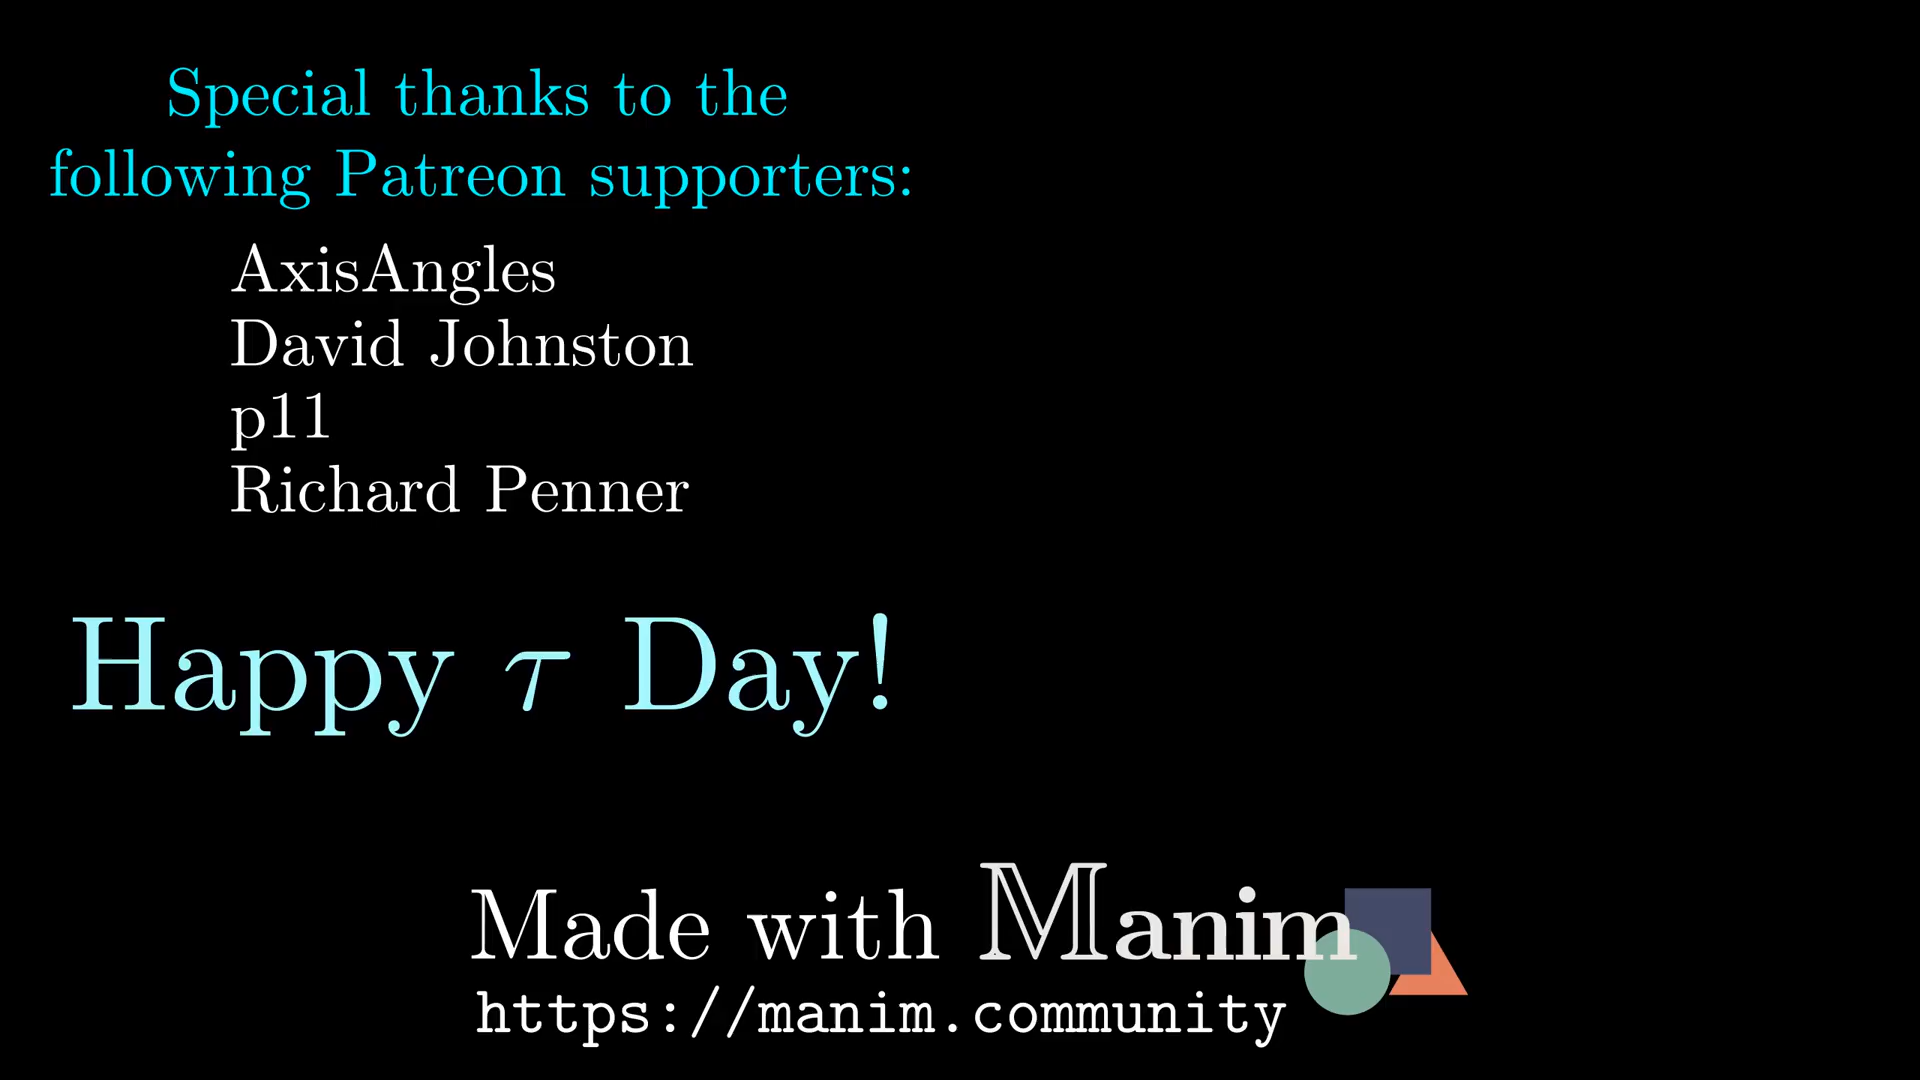 Special thanks to the
following Patreon supporters:
AxisAngles
David Johnston
p11
Richard Penner
Happy τ Day!
Made with 𝕄anim
https://manim.community